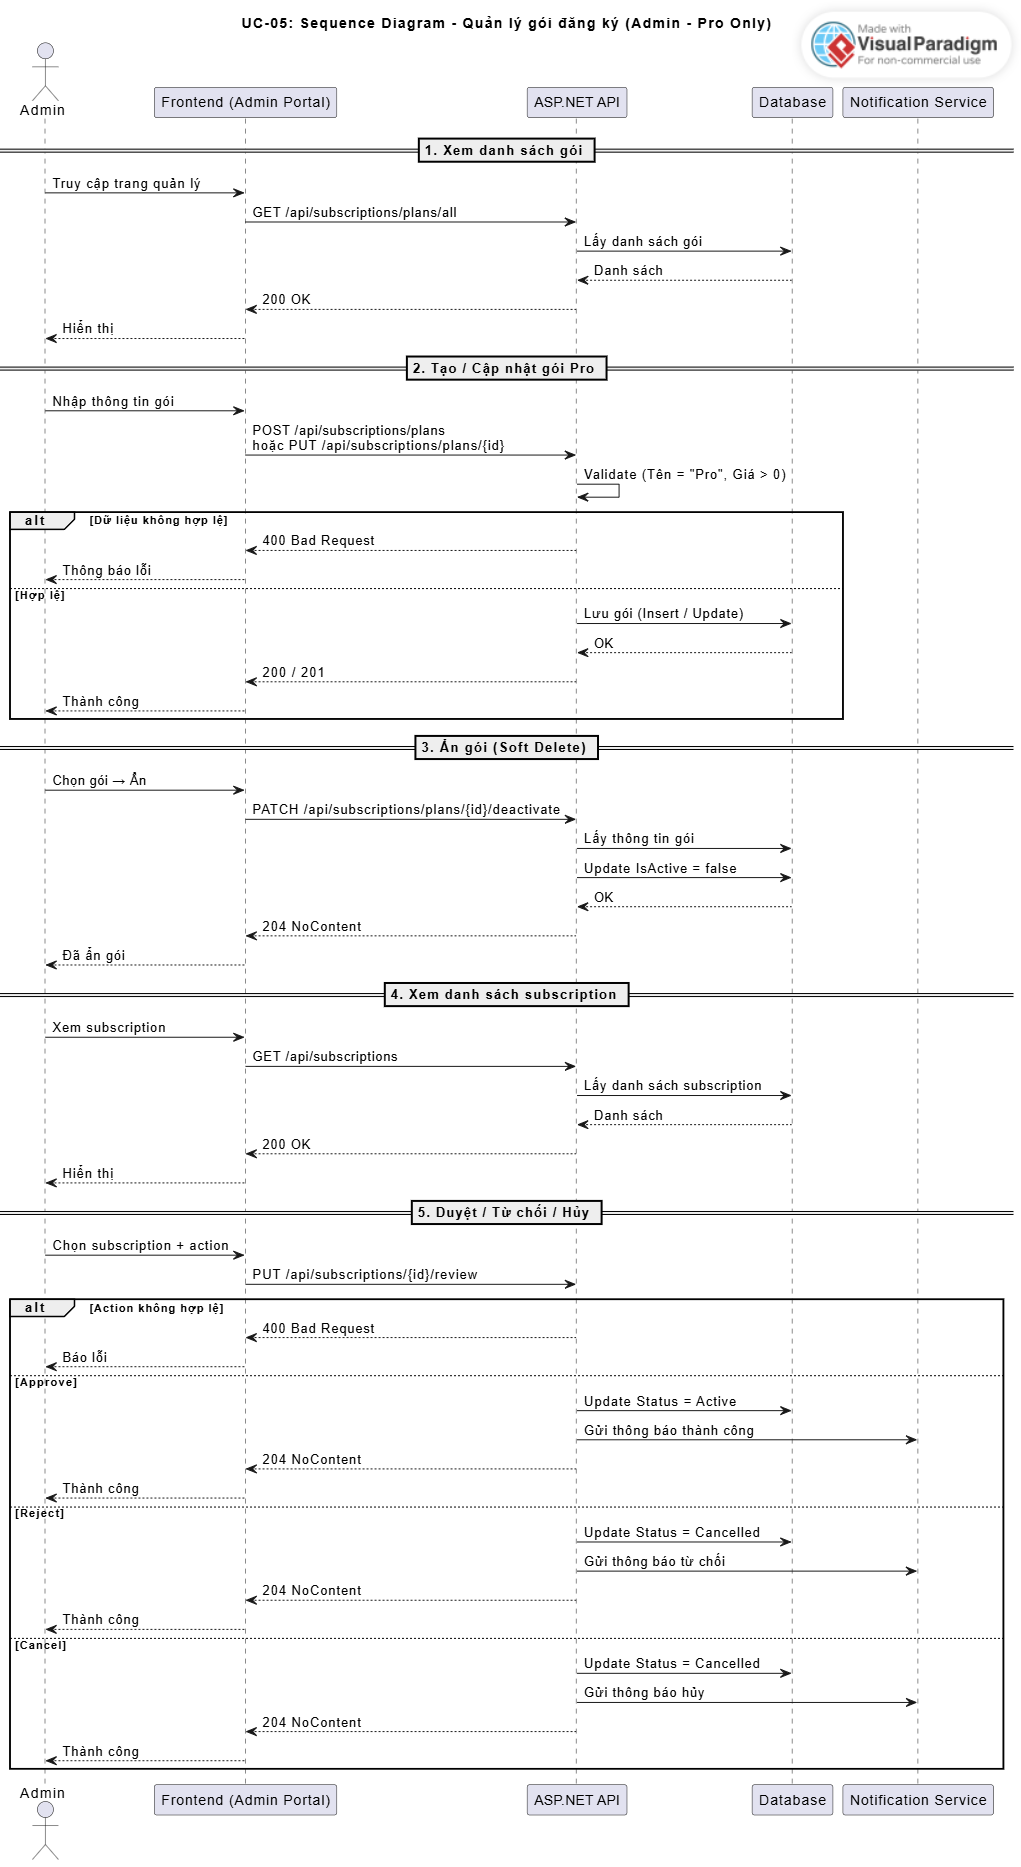 UC-05: Sequence Diagram - Quản lý gói đăng ký (Admin - Pro Only)
Made with
VisualParadigm
For non-commercial use
Admin
Frontend (Admin Portal)
ASP.NET API
Database
Notification Service
1. Xem danh sách gói
Truy cập trang quản lý
GET /api/subscriptions/plans/all
Lấy danh sách gói
Danh sách
200 OK
Hiển thị
2. Tạo / Cập nhật gói Pro
Nhập thông tin gói
POST /api/subscriptions/plans
hoặc PUT /api/subscriptions/plans/{id}
Validate (Tên = "Pro", Giá > 0)
alt
[Dữ liệu không hợp lệ]
400 Bad Request
Thông báo lỗi
[Hợp lệ]
Lưu gói (Insert / Update)
OK
200 / 201
Thành công
3. Ẩn gói (Soft Delete)
Chọn gói → Ẩn
PATCH /api/subscriptions/plans/{id}/deactivate
Lấy thông tin gói
Update IsActive = false
OK
204 NoContent
Đã ẩn gói
4. Xem danh sách subscription
Xem subscription
GET /api/subscriptions
Lấy danh sách subscription
Danh sách
200 OK
Hiển thị
5. Duyệt / Từ chối / Hủy
Chọn subscription + action
PUT /api/subscriptions/{id}/review
alt
[Action không hợp lệ]
400 Bad Request
Báo lỗi
[Approve]
Update Status = Active
Gửi thông báo thành công
204 NoContent
Thành công
[Reject]
Update Status = Cancelled
Gửi thông báo từ chối
204 NoContent
Thành công
[Cancel]
Update Status = Cancelled
Gửi thông báo hủy
204 NoContent
Thành công
Admin
Frontend (Admin Portal)
ASP.NET API
Database
Notification Service